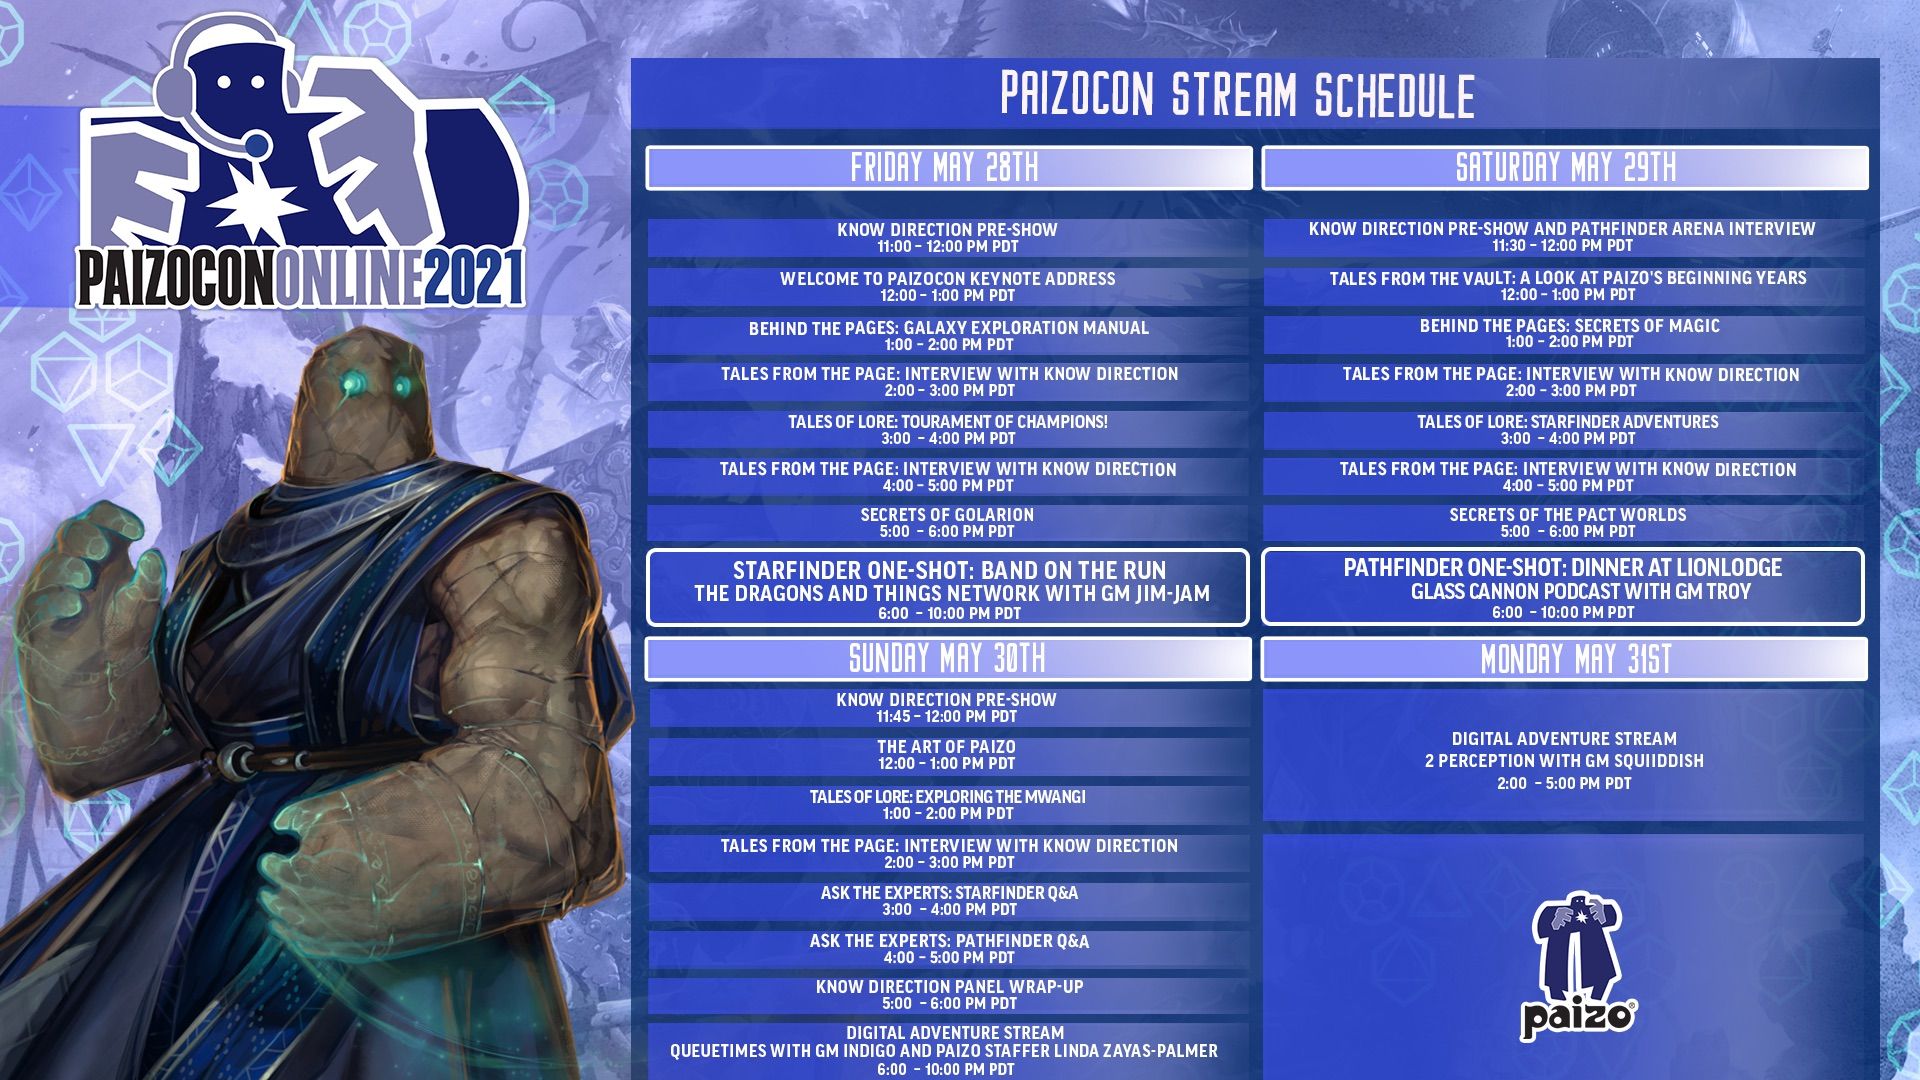 PAIZOCONONLINE2021
PAIZOCON STREAM SCHEDULE
FRIDAY MAY 28TH
KNOW DIRECTION PRE-SHOW
11:00 - 12:00 PM PDT
WELCOME TO PAIZOCON KEYNOTE ADDRESS
12:00 - 1:00 PM PDT
BEHIND THE PAGES: GALAXY EXPLORATION MANUAL
1:00 - 2:00 PM PDT
TALES FROM THE PAGE: INTERVIEW WITH KNOW DIRECTION
2:00 - 3:00 PM PDT
TALES OF LORE: TOURAMENT OF CHAMPIONS!
3:00 - 4:00 PM PDT
TALES FROM THE PAGE: INTERVIEW WITH KNOW DIRECTION
4:00 - 5:00 PM PDT
SECRETS OF GOLARION
5:00 - 6:00 PM PDT
STARFINDER ONE-SHOT: BAND ON THE RUN
THE DRAGONS AND THINGS NETWORK WITH GM JIM-JAM
6:00 - 10:00 PM PDT
SATURDAY MAY 29TH
KNOW DIRECTION PRE-SHOW AND PATHFINDER ARENA INTERVIEW
11:30 - 12:00 PM PDT
TALES FROM THE VAULT: A LOOK AT PAIZO'S BEGINNING YEARS
12:00 - 1:00 PM PDT
BEHIND THE PAGES: SECRETS OF MAGIC
1:00 - 2:00 PM PDT
TALES FROM THE PAGE: INTERVIEW WITH KNOW DIRECTION
2:00 - 3:00 PM PDT
TALES OF LORE: STARFINDER ADVENTURES
3:00 - 4:00 PM PDT
TALES FROM THE PAGE: INTERVIEW WITH KNOW DIRECTION
4:00 - 5:00 PM PDT
SECRETS OF THE PACT WORLDS
5:00 - 6:00 PM PDT
PATHFINDER ONE-SHOT: DINNER AT LIONLODGE
GLASS CANNON PODCAST WITH GM TROY
6:00 - 10:00 PM PDT
SUNDAY MAY 30TH
KNOW DIRECTION PRE-SHOW
11:45 - 12:00 PM PDT
THE ART OF PAIZO
12:00 - 1:00 PM PDT
TALES OF LORE: EXPLORING THE MWANGI
1:00 - 2:00 PM PDT
TALES FROM THE PAGE: INTERVIEW WITH KNOW DIRECTION
2:00 - 3:00 PM PDT
ASK THE EXPERTS: STARFINDER Q&A
3:00 - 4:00 PM PDT
ASK THE EXPERTS: PATHFINDER Q&A
4:00 - 5:00 PM PDT
KNOW DIRECTION PANEL WRAP-UP
5:00 - 6:00 PM PDT
DIGITAL ADVENTURE STREAM
QUEUETIMES WITH GM INDIGO AND PAIZO STAFFER LINDA ZAYAS-PALMER
6:00 - 10:00 PM PDT
MONDAY MAY 31ST
DIGITAL ADVENTURE STREAM
2 PERCEPTION WITH GM SQUIIDDISH
2:00 - 5:00 PM PDT
paizo®